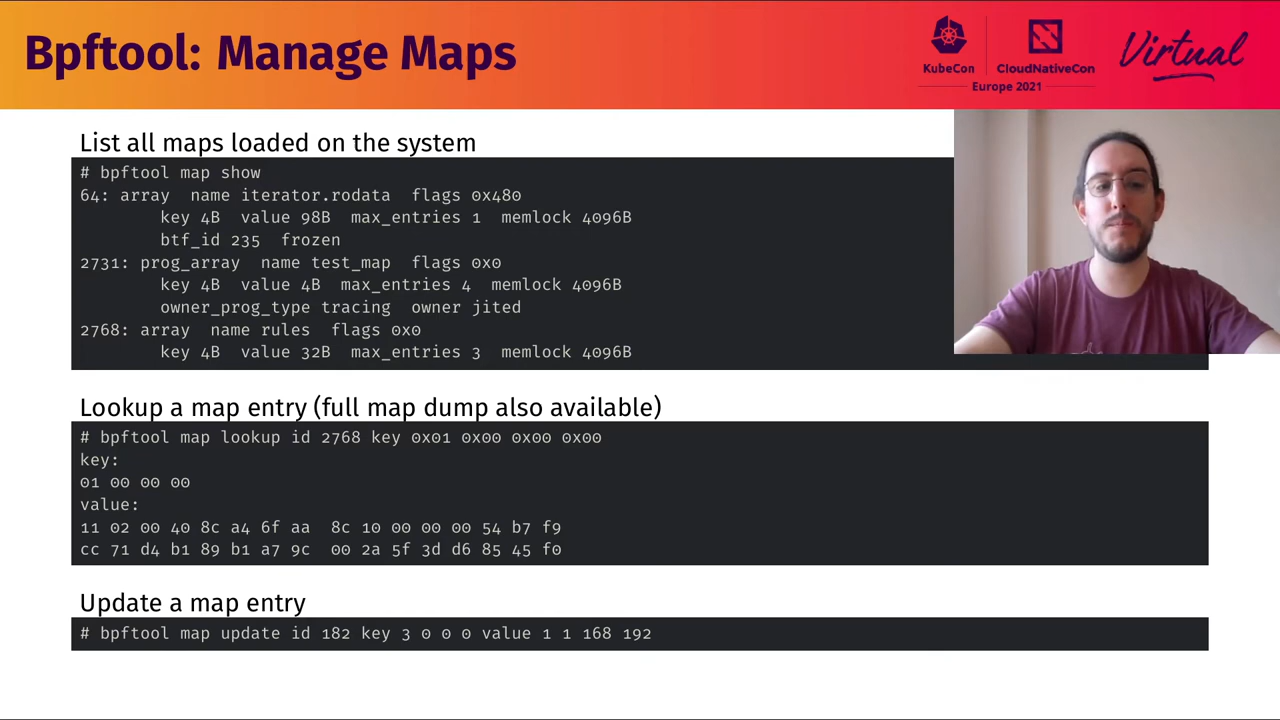 Bpftool: Manage Maps
KubeCon
CloudNativeCon
Europe 2021
Virtual
List all maps loaded on the system
# bpftool map show
64: array  name iterator.rodata  flags 0x480
        key 4B  value 98B  max_entries 1  memlock 4096B
        btf_id 235  frozen
2731: prog_array  name test_map  flags 0x0
        key 4B  value 4B  max_entries 4  memlock 4096B
        owner_prog_type tracing  owner jited
2768: array  name rules  flags 0x0
        key 4B  value 32B  max_entries 3  memlock 4096B
Lookup a map entry (full map dump also available)
# bpftool map lookup id 2768 key 0x01 0x00 0x00 0x00
key:
01 00 00 00
value:
11 02 00 40 8c a4 6f aa  8c 10 00 00 00 54 b7 f9
cc 71 d4 b1 89 b1 a7 9c  00 2a 5f 3d d6 85 45 f0
Update a map entry
# bpftool map update id 182 key 3 0 0 0 value 1 1 168 192